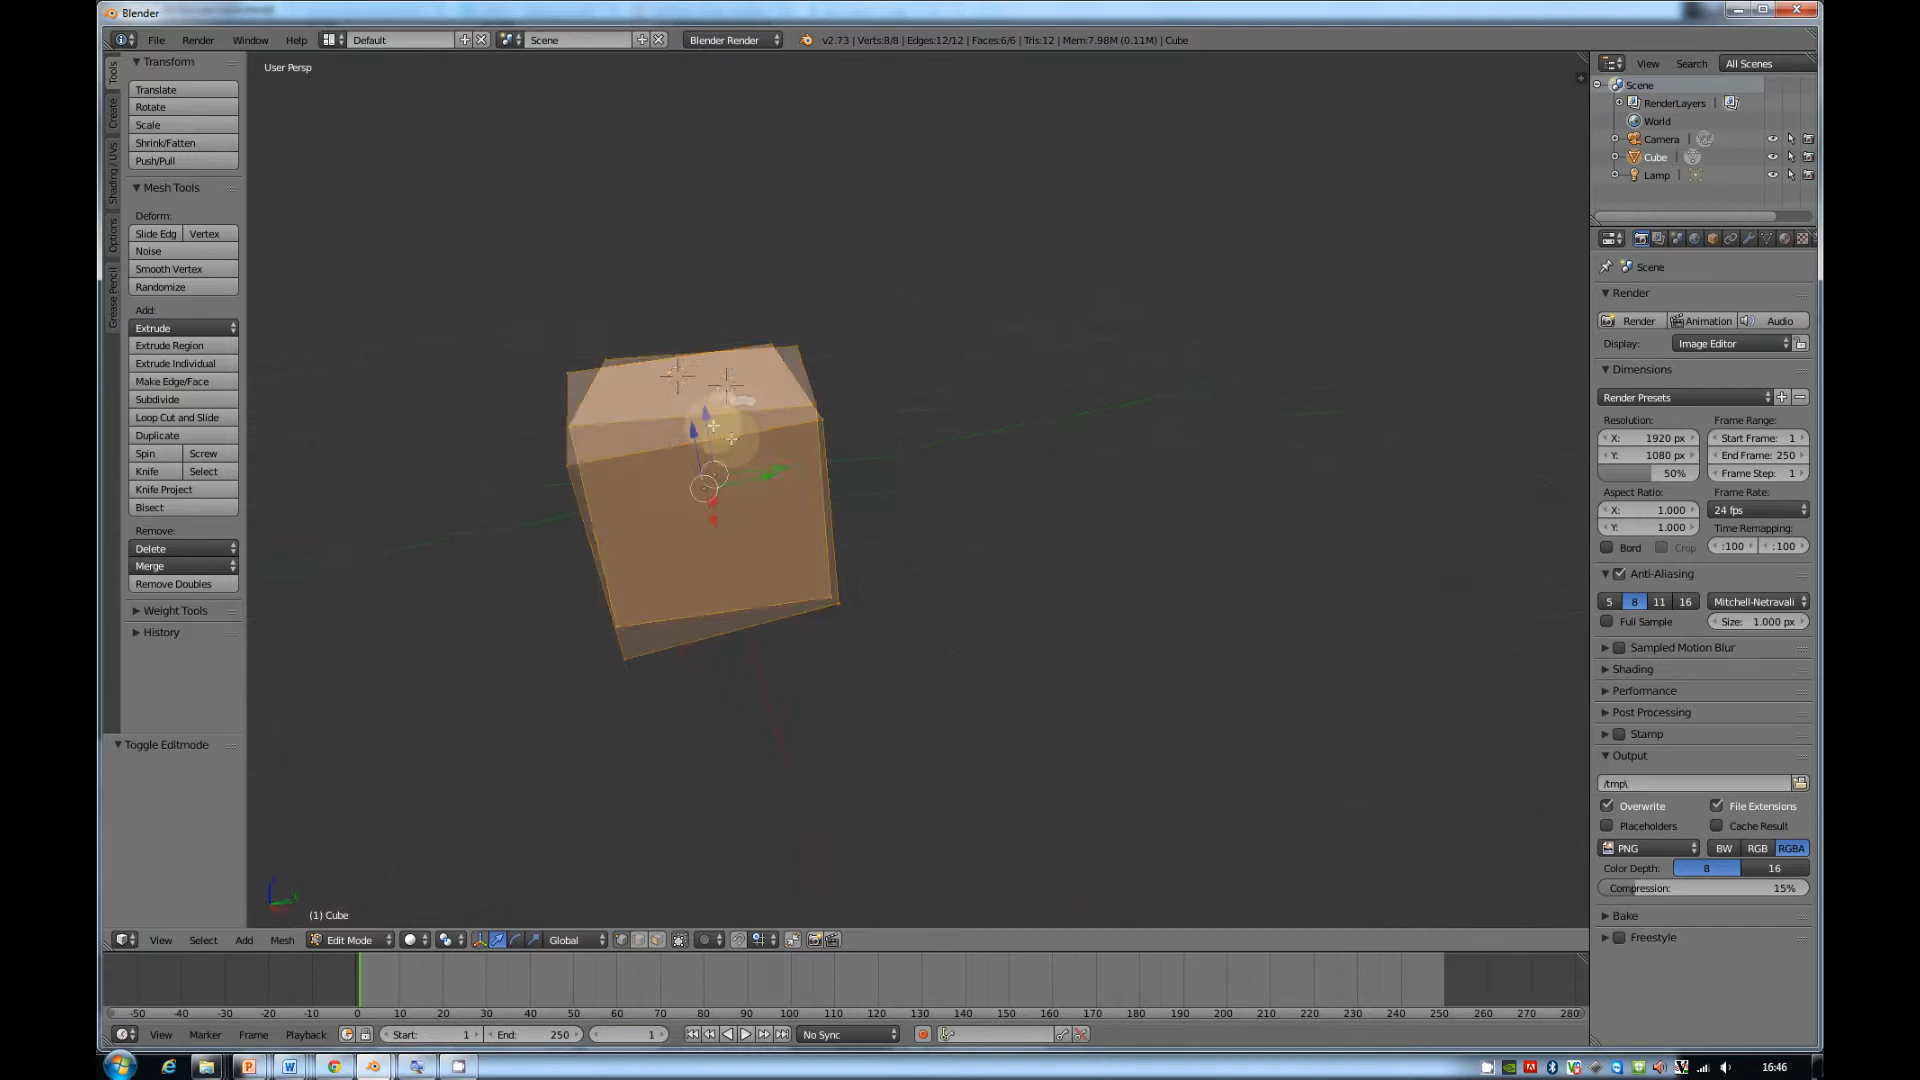 Blender
File Render Window Help Default Scene Blender Render v2.73 | Verts:8/8 | Edges:12/12 | Faces:6/6 | Tris:12 | Mem:7.98M (0.11M) | Cube
Tools
Create
Shading / UVs
Options
Grease Pencil
Transform
Translate
Rotate
Scale
Shrink/Fatten
Push/Pull
Mesh Tools
Deform:
Slide Edg Vertex
Noise
Smooth Vertex
Randomize
Add:
Extrude
Extrude Region
Extrude Individual
Make Edge/Face
Subdivide
Loop Cut and Slide
Duplicate
Spin Screw
Knife Select
Knife Project
Bisect
Remove:
Delete
Merge
Remove Doubles
Weight Tools
History
Toggle Editmode
User Persp
(1) Cube
View Select Add Mesh Edit Mode Global
-50 -40 -30 -20 -10 0 10 20 30 40 50 60 70 80 90 100 110 120 130 140 150 160 170 180 190 200 210 220 230 240 250 260 270 280
View Marker Frame Playback Start: 1 End: 250 1 No Sync
View Search All Scenes
Scene
RenderLayers
World
Camera
Cube
Lamp
Scene
Render
Render Animation Audio
Display: Image Editor
Dimensions
Render Presets
Resolution: Frame Range:
X: 1920 px Start Frame: 1
Y: 1080 px End Frame: 250
50% Frame Step: 1
Aspect Ratio: Frame Rate:
X: 1.000 24 fps
Y: 1.000 Time Remapping:
Bord Crop :100 :100
Anti-Aliasing
5 8 11 16 Mitchell-Netravali
Full Sample Size: 1.000 px
Sampled Motion Blur
Shading
Performance
Post Processing
Stamp
Output
/tmp\
Overwrite File Extensions
Placeholders Cache Result
PNG BW RGB RGBA
Color Depth: 8 16
Compression: 15%
Bake
Freestyle
16:46